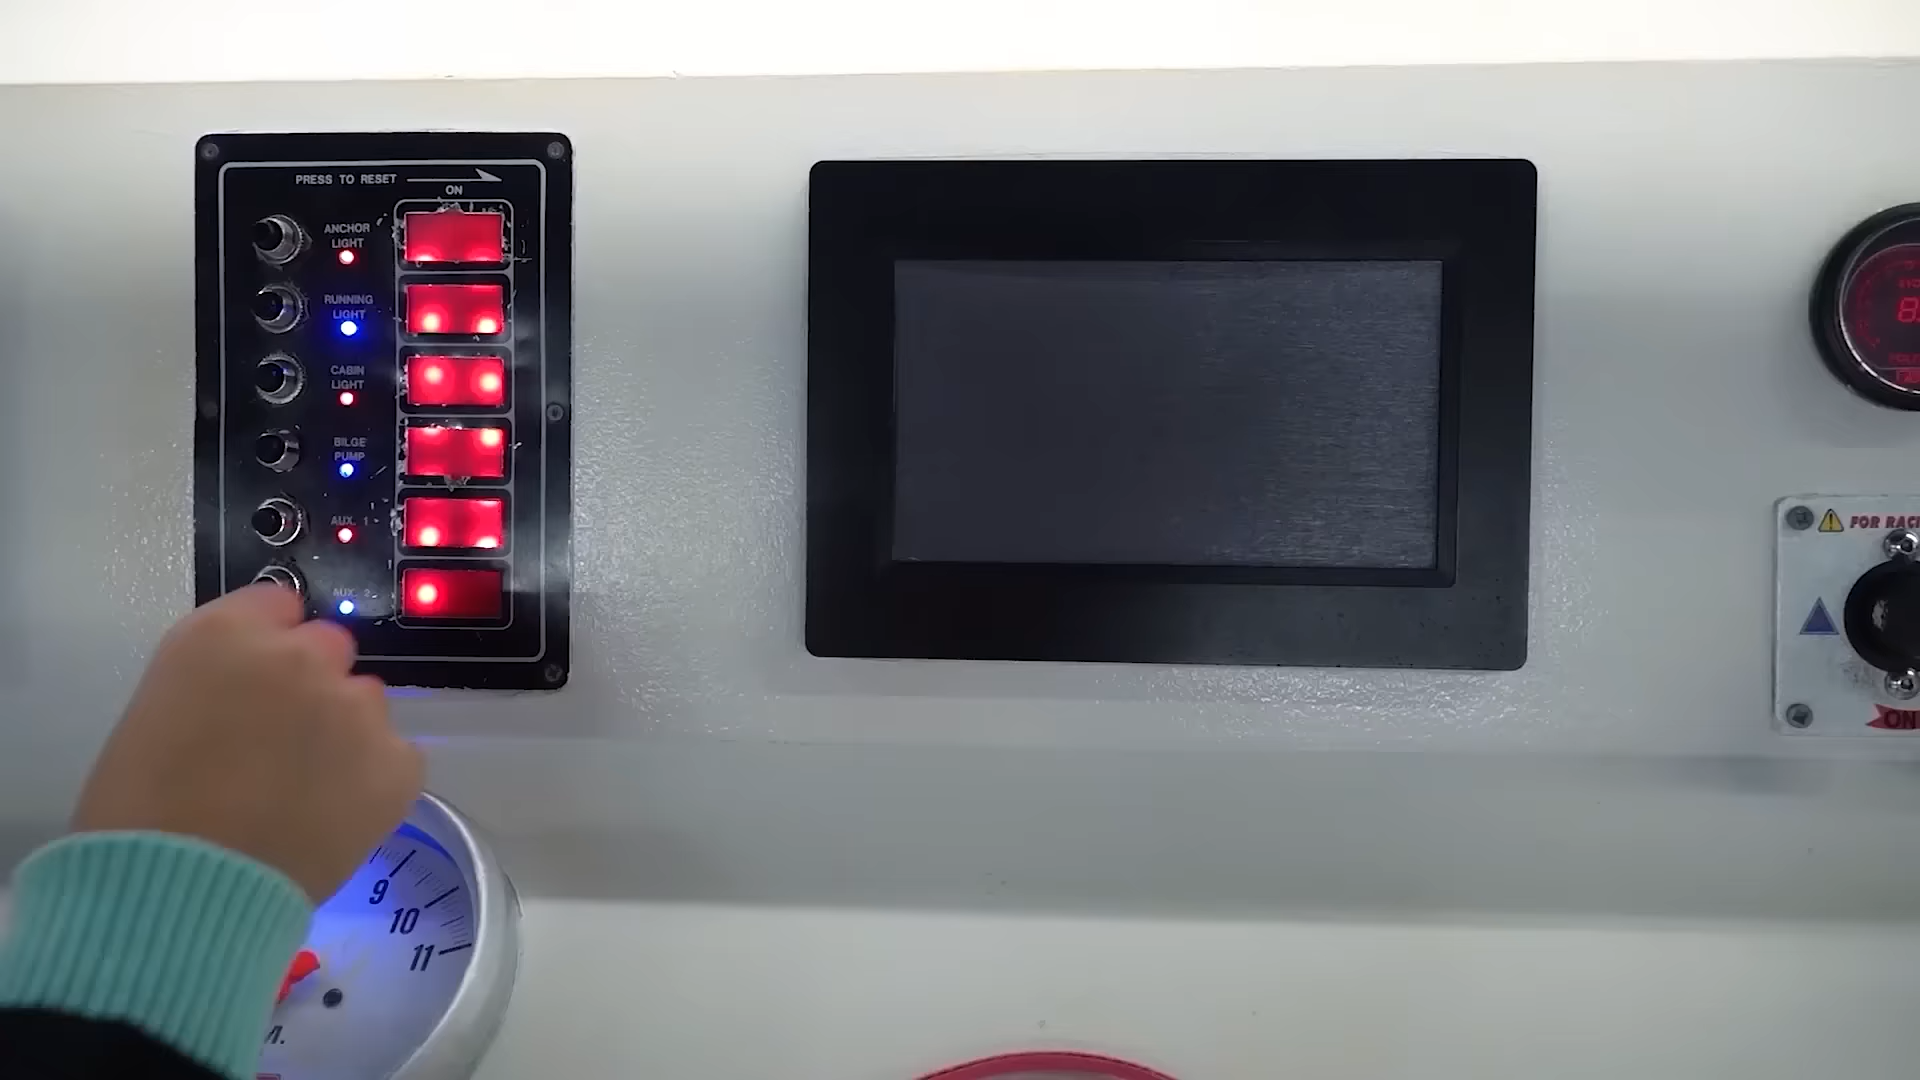 PRESS TO RESET
ON
ANCHOR
LIGHT
RUNNING
LIGHT
CABIN
LIGHT
BILGE
PUMP
AUX. 1
AUX. 2
FOR RACI
ON
9
10
11